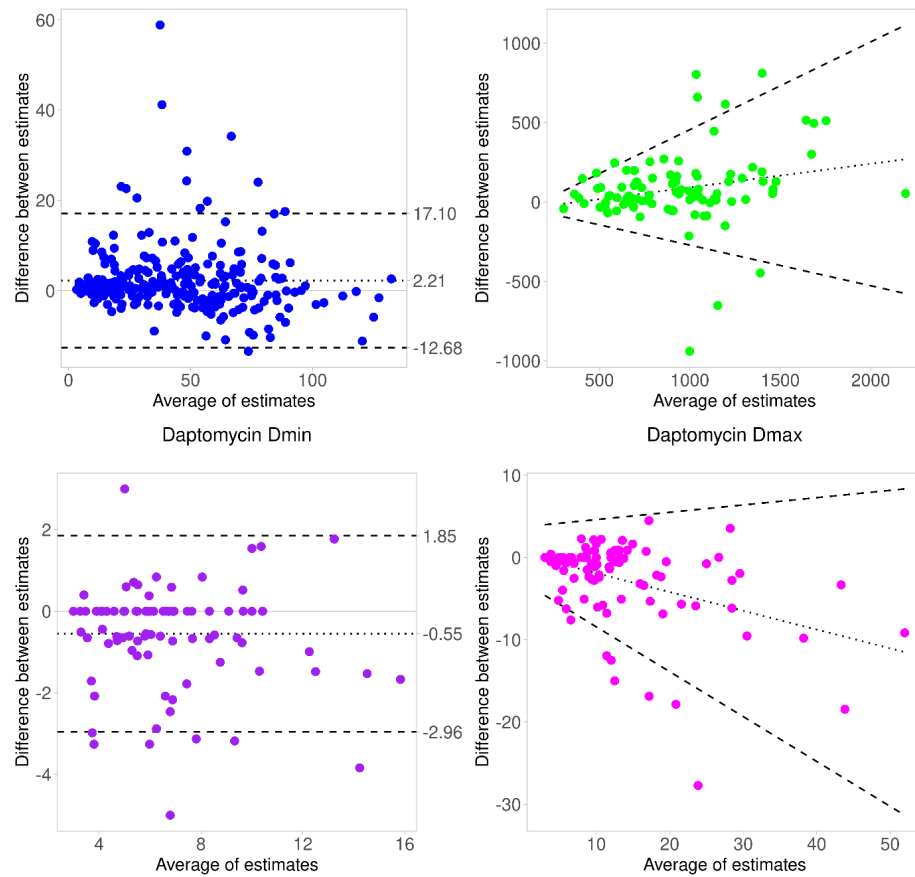 60
40
20
0
17.10
2.21
-12.68
0 50 100
Difference between estimates
Average of estimates
1000
500
0
-500
-1000
500 1000 1500 2000
Difference between estimates
Average of estimates
Daptomycin Dmin
Daptomycin Dmax
2
0
-2
-4
1.85
-0.55
-2.96
4 8 12 16
Difference between estimates
Average of estimates
10
0
-10
-20
-30
10 20 30 40 50
Difference between estimates
Average of estimates